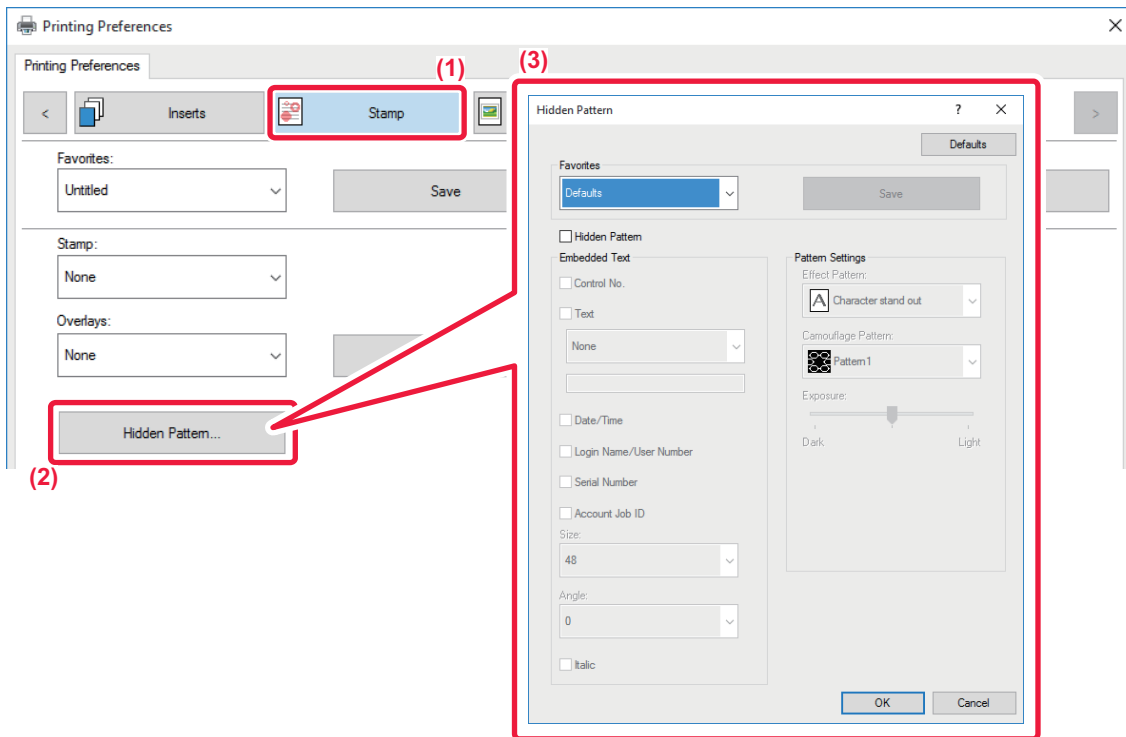 Printing Preferences
Printing Preferences
(1)
(3)
<
Inserts
Stamp
>
Favorites:
Untitled
Save
Stamp:
None
Overlays:
None
Hidden Pattern...
(2)
Hidden Pattern
?
Defaults
Favorites
Defaults
Save
Hidden Pattern
Embedded Text
Control No.
Text
None
Date/Time
Login Name/User Number
Serial Number
Account Job ID
Size:
48
Angle:
0
Italic
Pattern Settings
Effect Pattern:
A Character stand out
Camouflage Pattern:
Pattern1
Exposure:
Dark
Light
OK
Cancel